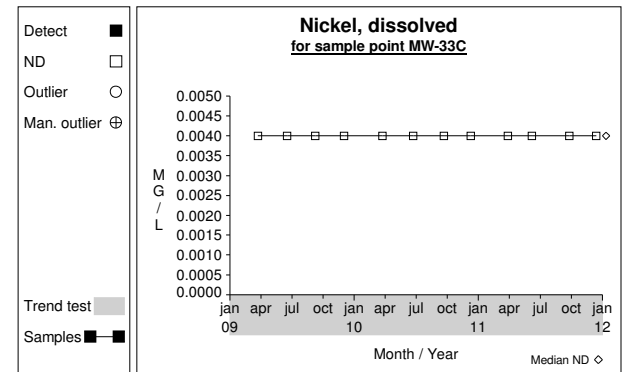 Detect
ND
Outlier
Man. outlier
Trend test
Samples
Nickel, dissolved
for sample point MW-33C
M
G
/
L
0.0050
0.0045
0.0040
0.0035
0.0030
0.0025
0.0020
0.0015
0.0010
0.0005
0.0000
jan apr jul oct jan apr jul oct jan apr jul oct jan
09 10 11 12
Month / Year
Median ND